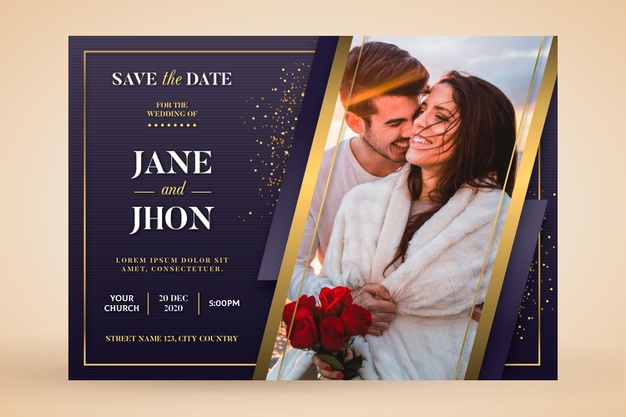 SAVE the DATE
FOR THE
WEDDING OF
JANE
and
JHON
LOREM IPSUM DOLOR SIT
AMET, CONSECTETUER.
YOUR
CHURCH
20 DEC
2020
5:00PM
STREET NAME 123, CITY COUNTRY